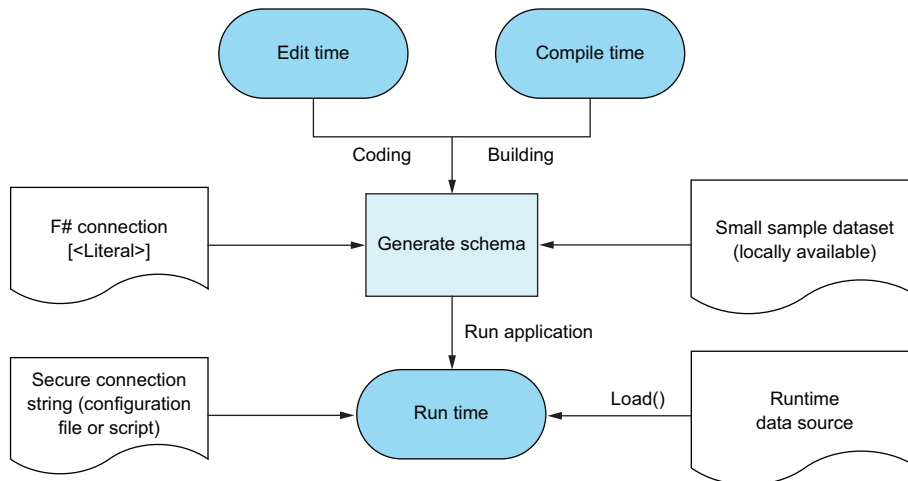 Edit time
Compile time
Coding
Building
F# connection
[<Literal>]
Generate schema
Small sample dataset
(locally available)
Run application
Secure connection
string (configuration
file or script)
Run time
Load()
Runtime
data source